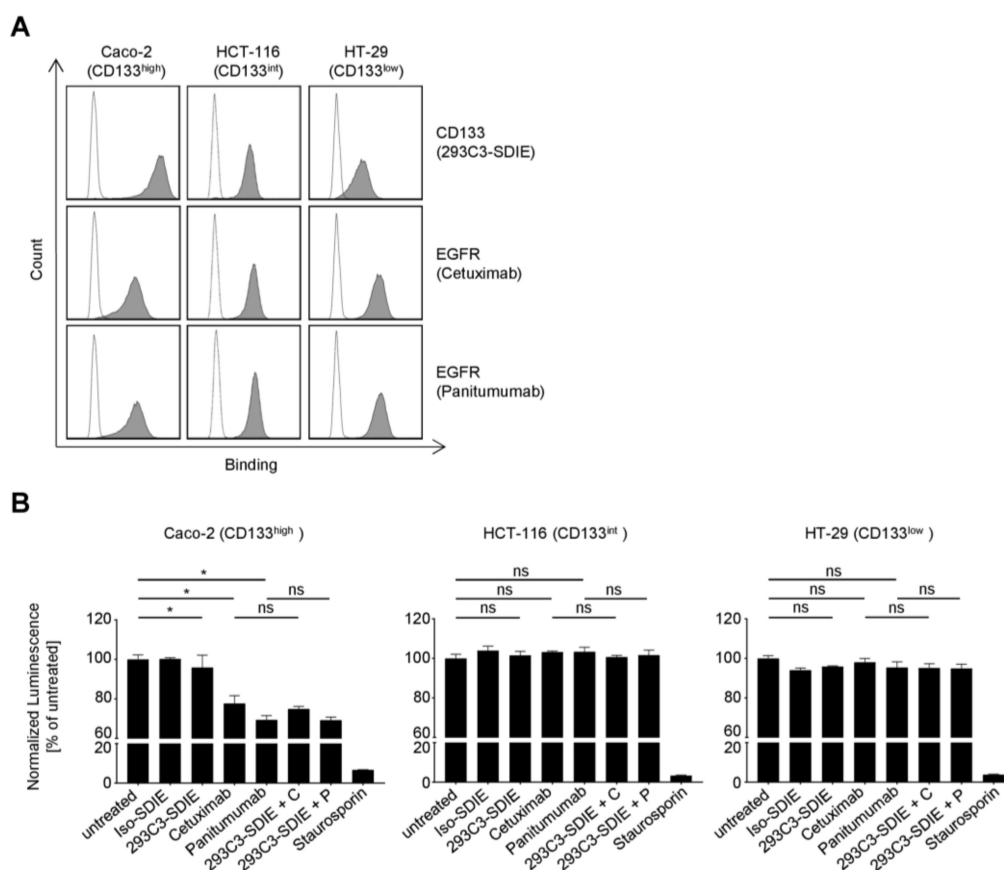 A
Caco-2 HCT-116 HT-29
(CD133high) (CD133int) (CD133low)
CD133
(293C3-SDIE)
EGFR
(Cetuximab)
EGFR
(Panitumumab)
Count
Binding
B
Caco-2 (CD133high )
Normalized Luminescence
[% of untreated]
*
ns
*
*
ns
120
100
80
60
20
0
untreated
Iso-SDIE
293C3-SDIE
Cetuximab
Panitumumab
293C3-SDIE + C
293C3-SDIE + P
Staurosporin
HCT-116 (CD133int )
ns
ns
ns
ns
ns
120
100
80
60
20
0
untreated
Iso-SDIE
293C3-SDIE
Cetuximab
Panitumumab
293C3-SDIE + C
293C3-SDIE + P
Staurosporin
HT-29 (CD133low )
ns
ns
ns
ns
ns
120
100
80
60
20
0
untreated
Iso-SDIE
293C3-SDIE
Cetuximab
Panitumumab
293C3-SDIE + C
293C3-SDIE + P
Staurosporin